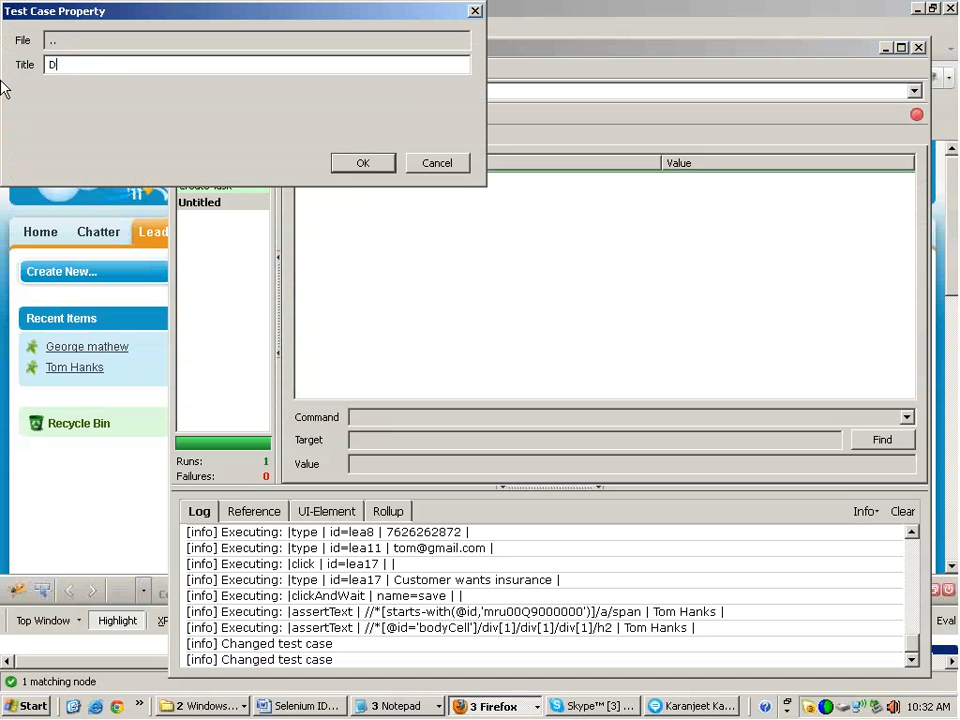 Test Case Property
File ..
Title D
OK Cancel
Value
Untitled
Home Chatter Lead
Create New...
Recent Items
George mathew
Tom Hanks
Recycle Bin
Command
Target Find
Value
Runs: 1
Failures: 0
Log Reference UI-Element Rollup Info Clear
[info] Executing: |type | id=lea8 | 7626262872 |
[info] Executing: |type | id=lea11 | tom@gmail.com |
[info] Executing: |click | id=lea17 | |
[info] Executing: |type | id=lea17 | Customer wants insurance |
[info] Executing: |clickAndWait | name=save | |
[info] Executing: |assertText | //*[starts-with(@id,'mru00Q9000000')]/a/span | Tom Hanks |
[info] Executing: |assertText | //*[@id='bodyCell']/div[1]/div[1]/div[1]/h2 | Tom Hanks |
[info] Changed test case
[info] Changed test case
Top Window Highlight Eval
1 matching node
Start » 2 Windows... Selenium ID... 3 Notepad 3 Firefox Skype™ [3] ... Karanjeet Ka... 10:32 AM